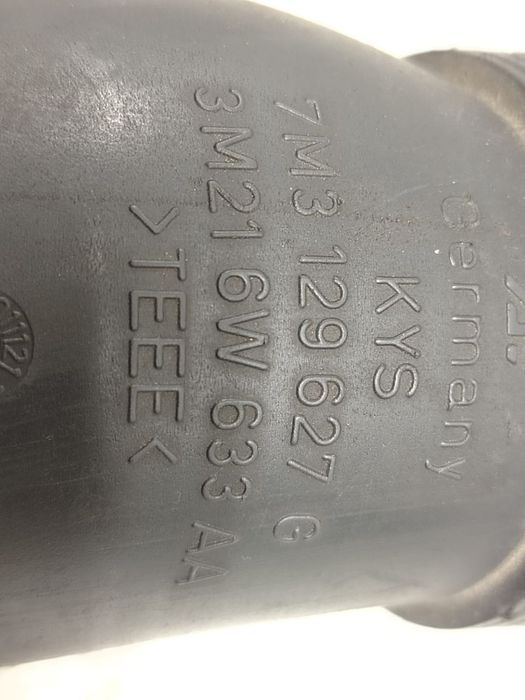 Germany
KYS
7M3 129 627 G
3M21 6W 633 AA
>TEEE<